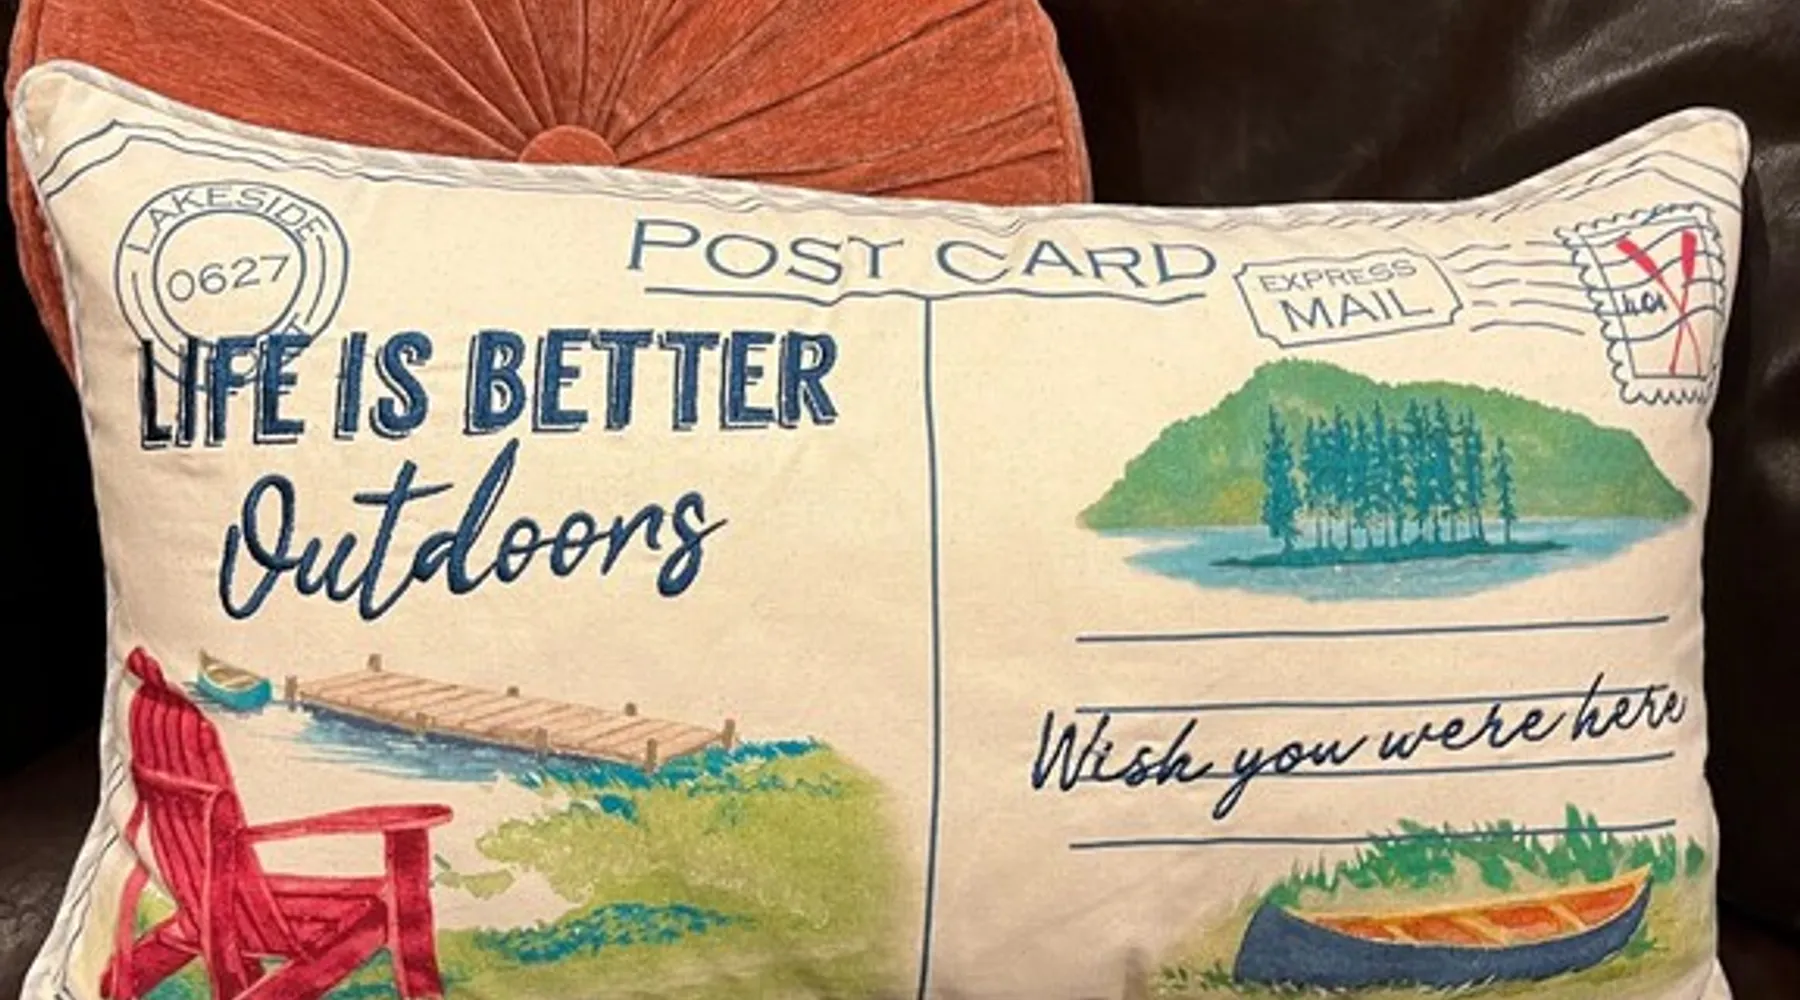 LAKESIDE
0627
POST CARD
EXPRESS
MAIL
LIFE IS BETTER
Outdoors
Wish you were here